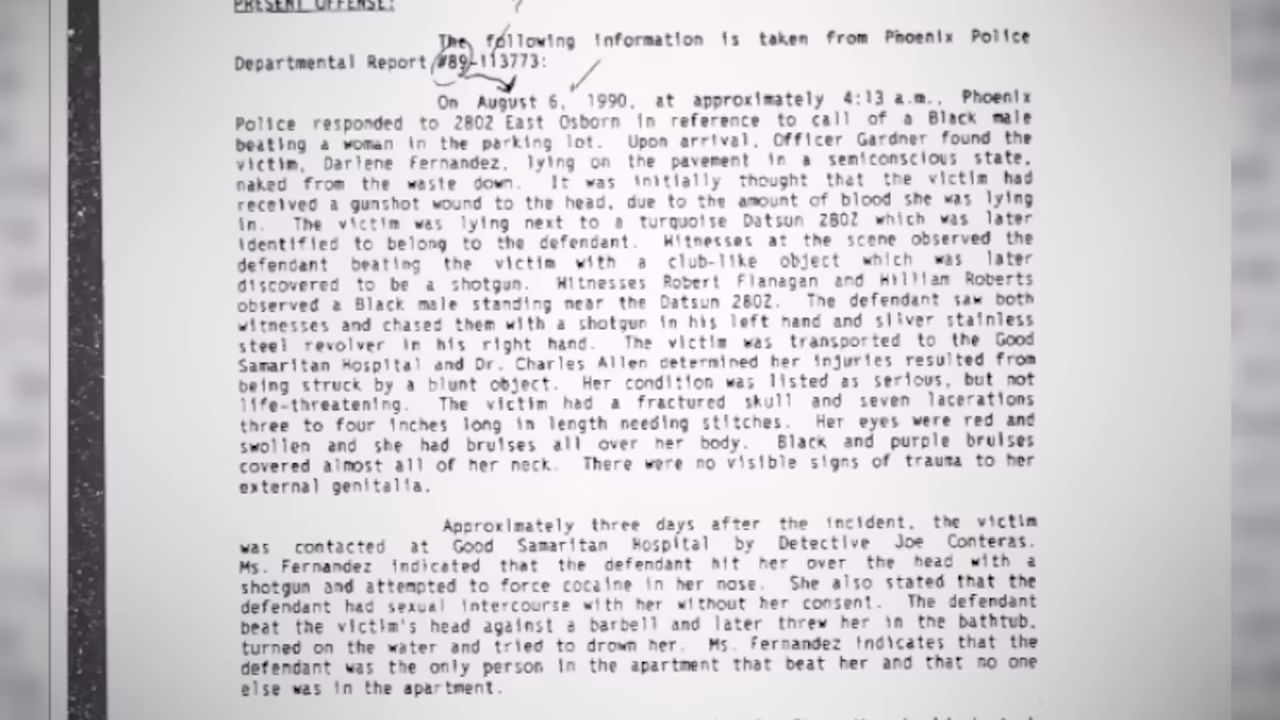 PRESENT OFFENSE:
The following information is taken from Phoenix Police
Departmental Report #89-113773:
On August 6, 1990, at approximately 4:13 a.m., Phoenix
Police responded to 2802 East Osborn in reference to call of a Black male
beating a woman in the parking lot. Upon arrival, Officer Gardner found the
victim, Darlene Fernandez, lying on the pavement in a semiconscious state,
naked from the waste down. It was initially thought that the victim had
received a gunshot wound to the head, due to the amount of blood she was lying
in. The victim was lying next to a turquoise Datsun 280Z which was later
identified to belong to the defendant. Witnesses at the scene observed the
defendant beating the victim with a club-like object which was later
discovered to be a shotgun. Witnesses Robert Flanagan and William Roberts
observed a Black male standing near the Datsun 280Z. The defendant saw both
witnesses and chased them with a shotgun in his left hand and silver stainless
steel revolver in his right hand. The victim was transported to the Good
Samaritan Hospital and Dr. Charles Allen determined her injuries resulted from
being struck by a blunt object. Her condition was listed as serious, but not
life-threatening. The victim had a fractured skull and seven lacerations
three to four inches long in length needing stitches. Her eyes were red and
swollen and she had bruises all over her body. Black and purple bruises
covered almost all of her neck. There were no visible signs of trauma to her
external genitalia.
Approximately three days after the incident, the victim
was contacted at Good Samaritan Hospital by Detective Joe Conteras.
Ms. Fernandez indicated that the defendant hit her over the head with a
shotgun and attempted to force cocaine in her nose. She also stated that the
defendant had sexual intercourse with her without her consent. The defendant
beat the victim's head against a barbell and later threw her in the bathtub,
turned on the water and tried to drown her. Ms. Fernandez indicates that the
defendant was the only person in the apartment that beat her and that no one
else was in the apartment.